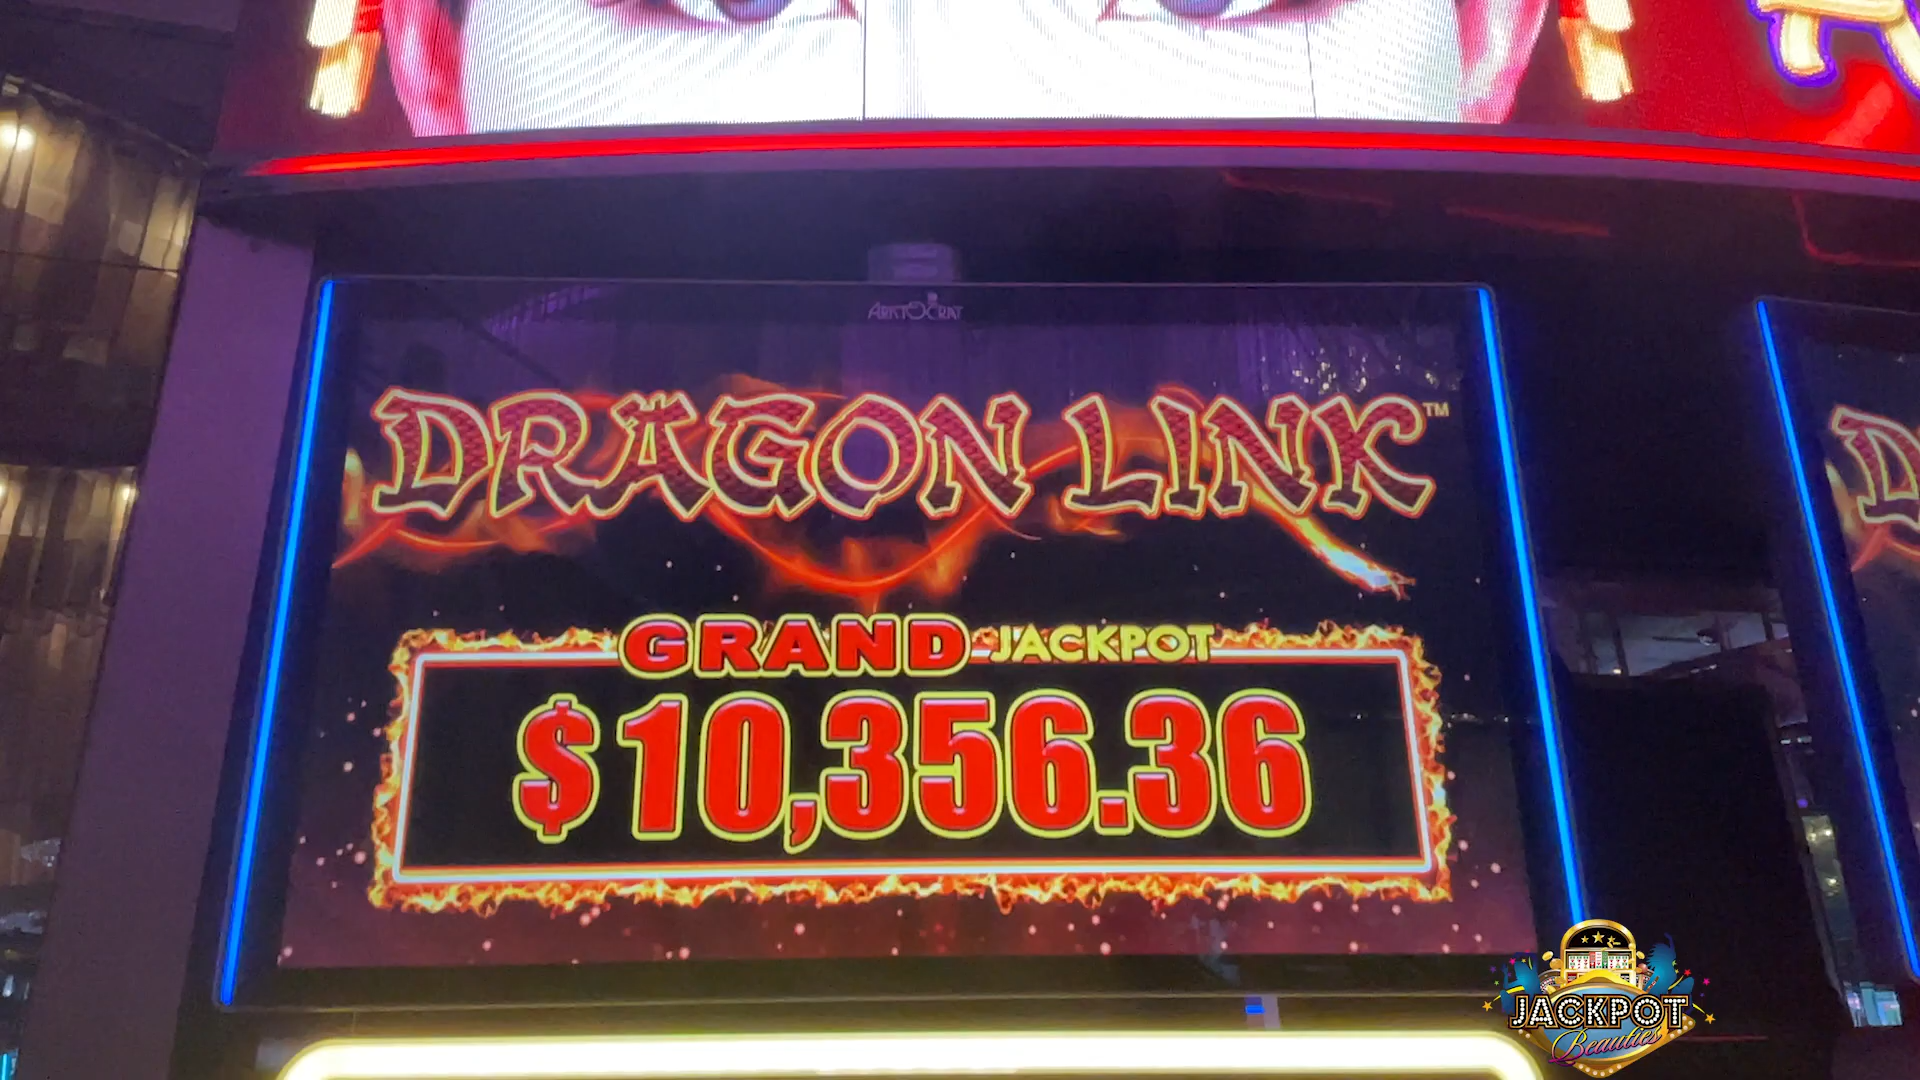 ARISTOCRAT
DRAGON LINK™
GRAND JACKPOT
$10,356.36
JACKPOT
Beauties